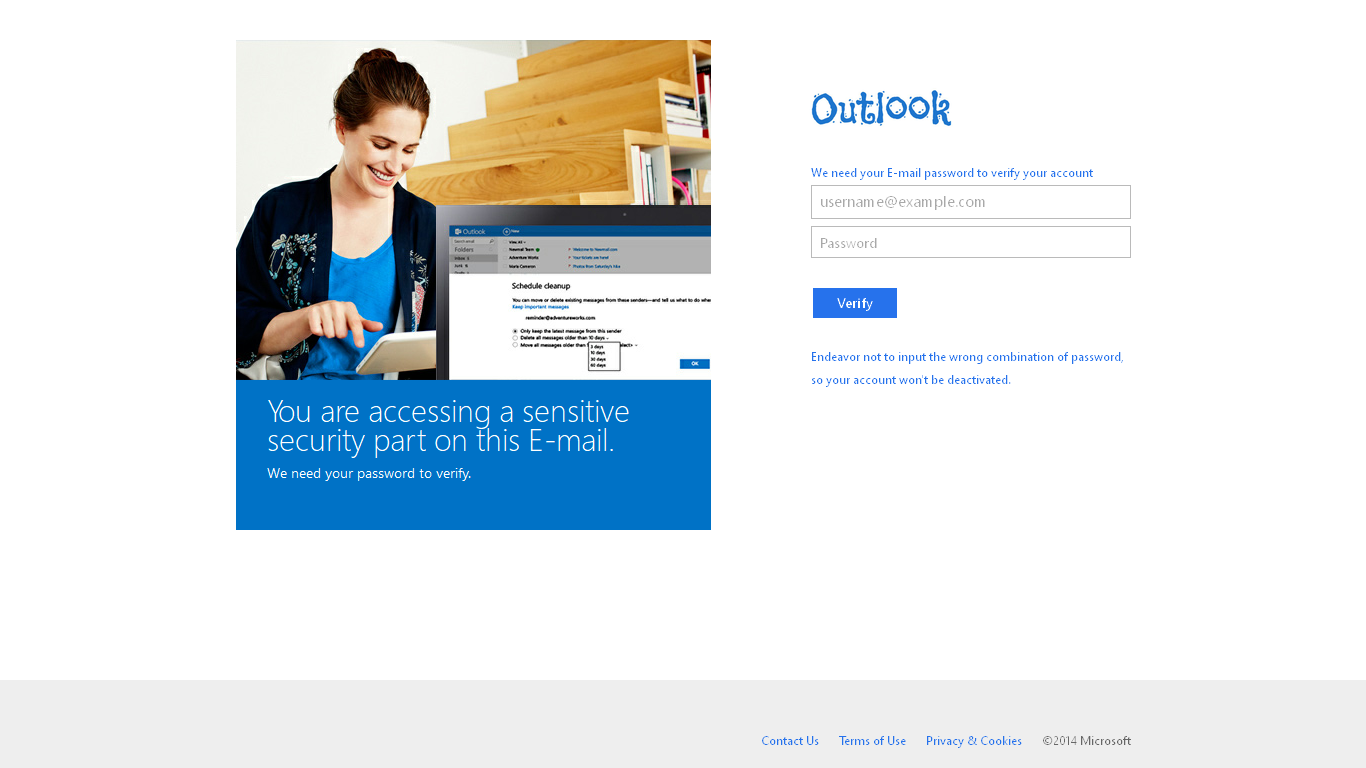 Outlook
We need your E-mail password to verify your account
username@example.com
Password
Verify
Endeavor not to input the wrong combination of password,
so your account won't be deactivated.
Outlook
New
Search email
View: All
Folders
Newmail Team
Welcome to Newmail.com
Inbox
Adventure Works
Your tickets are here!
Junk
Maria Cameron
Photos from Saturday's hike
Schedule cleanup
You can move or delete existing messages from these senders—and tell us what to do
Keep important messages
reminder@adventureworks.com
Only keep the latest message from this sender
Delete all messages older than 10 days
Move all messages older than
3 days
10 days
30 days
60 days
OK
You are accessing a sensitive
security part on this E-mail.
We need your password to verify.
Contact Us Terms of Use Privacy & Cookies ©2014 Microsoft